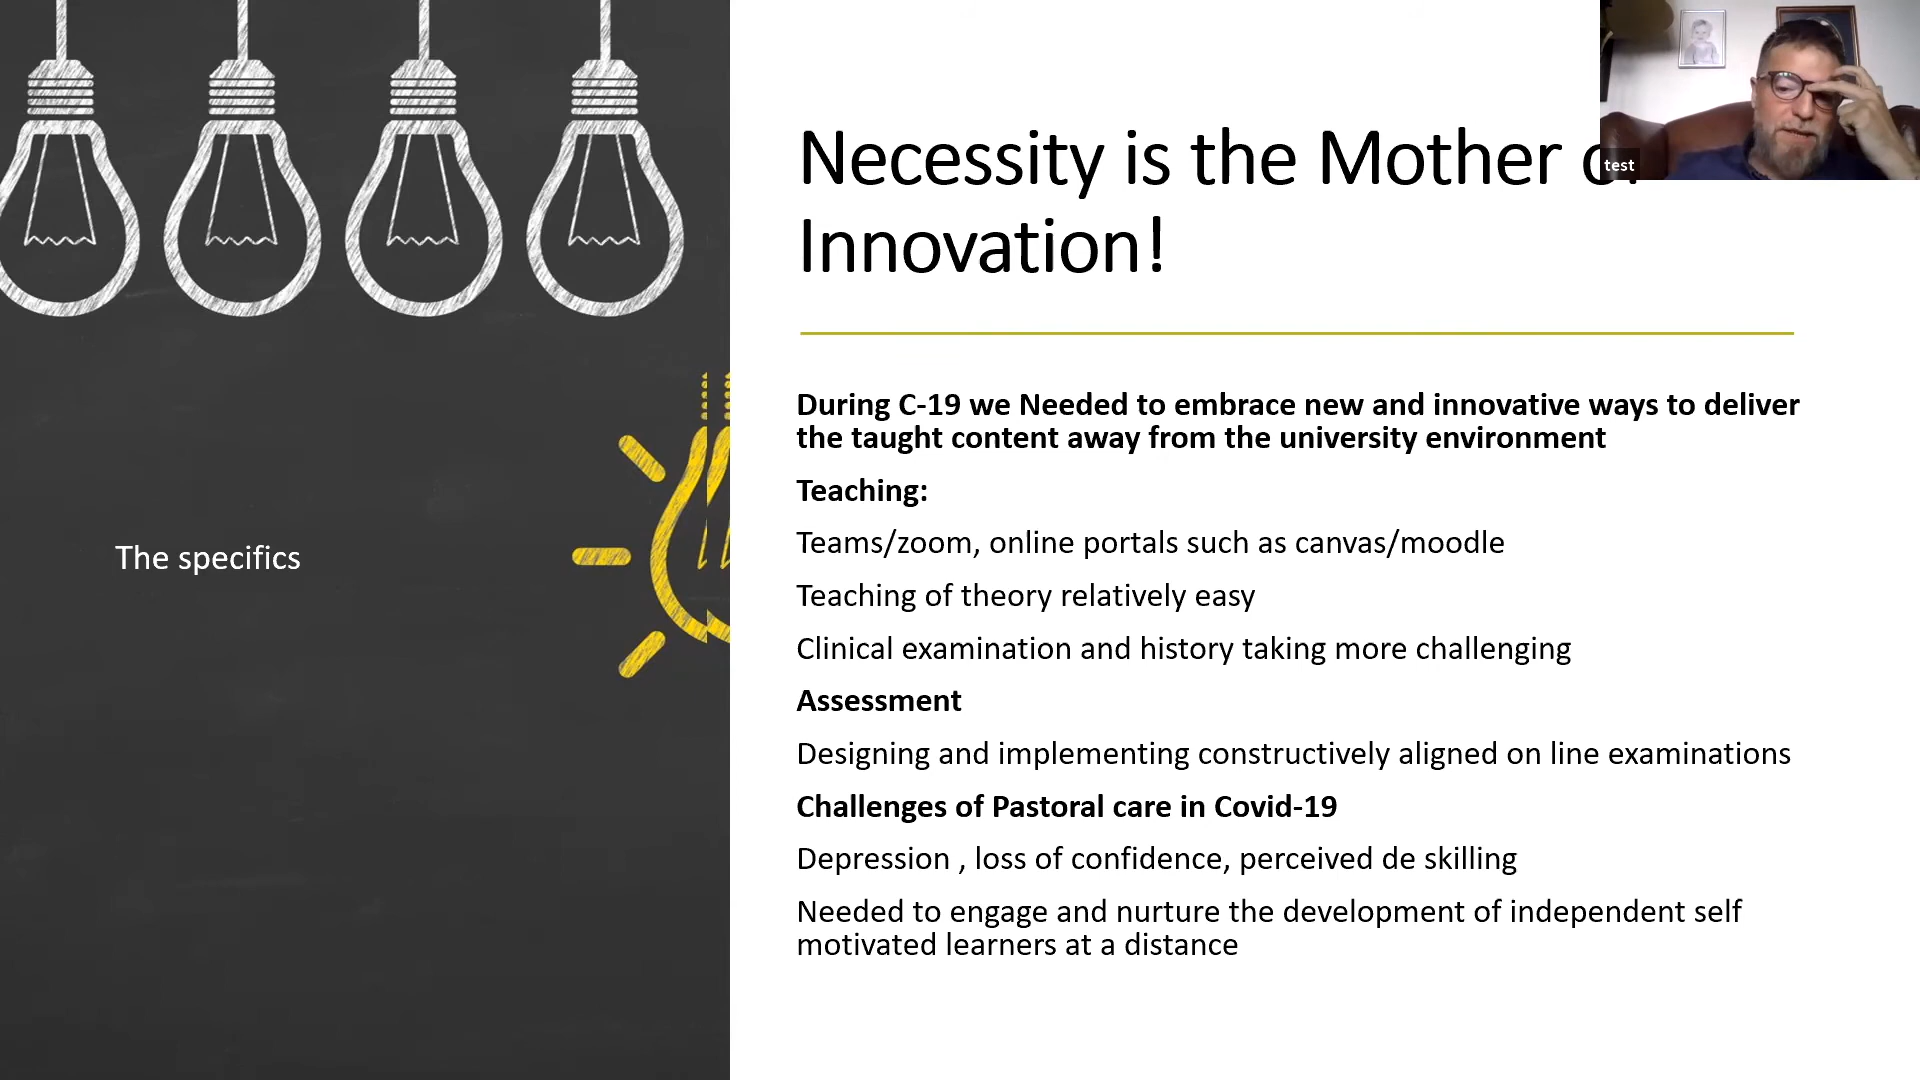 Necessity is the Mother
Innovation!
test
The specifics
During C-19 we Needed to embrace new and innovative ways to deliver
the taught content away from the university environment
Teaching:
Teams/zoom, online portals such as canvas/moodle
Teaching of theory relatively easy
Clinical examination and history taking more challenging
Assessment
Designing and implementing constructively aligned on line examinations
Challenges of Pastoral care in Covid-19
Depression , loss of confidence, perceived de skilling
Needed to engage and nurture the development of independent self
motivated learners at a distance